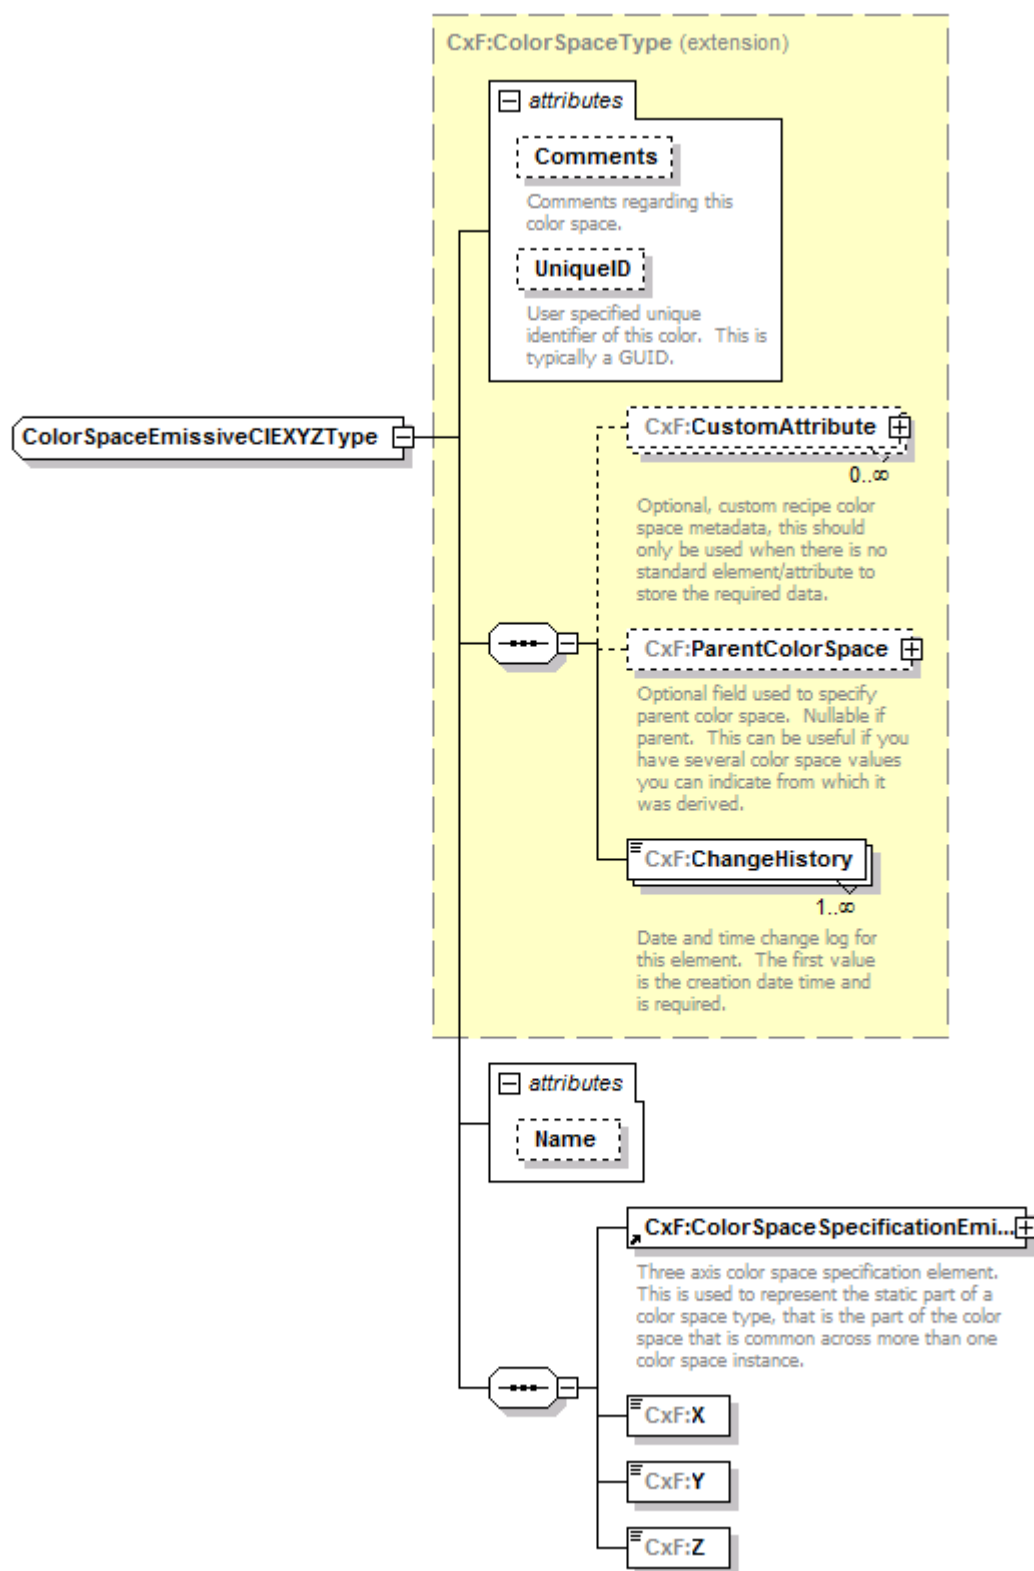 CxF:ColorSpaceType (extension)
attributes
Comments
Comments regarding this
color space.
UniqueID
User specified unique
identifier of this color.  This is
typically a GUID.
ColorSpaceEmissiveCIEXYZType
CxF:CustomAttribute
0..∞
Optional, custom recipe color
space metadata, this should
only be used when there is no
standard element/attribute to
store the required data.
CxF:ParentColorSpace
Optional field used to specify
parent color space.  Nullable if
parent.  This can be useful if you
have several color space values
you can indicate from which it
was derived.
CxF:ChangeHistory
1..∞
Date and time change log for
this element.  The first value
is the creation date time and
is required.
attributes
Name
CxF:ColorSpaceSpecificationEmi...
Three axis color space specification element.
This is used to represent the static part of a
color space type, that is the part of the color
space that is common across more than one
color space instance.
CxF:X
CxF:Y
CxF:Z